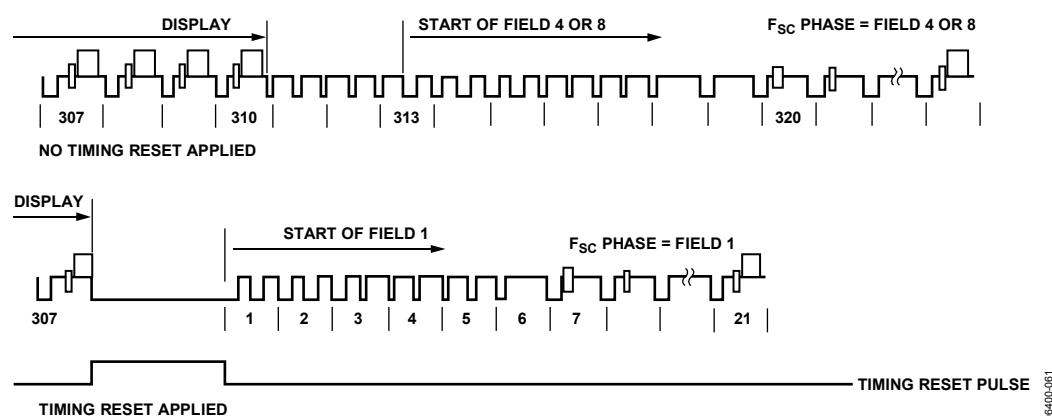 DISPLAY
START OF FIELD 4 OR 8
FSC PHASE = FIELD 4 OR 8
307
310
313
320
NO TIMING RESET APPLIED
DISPLAY
START OF FIELD 1
FSC PHASE = FIELD 1
307
1
2
3
4
5
6
7
21
TIMING RESET PULSE
TIMING RESET APPLIED